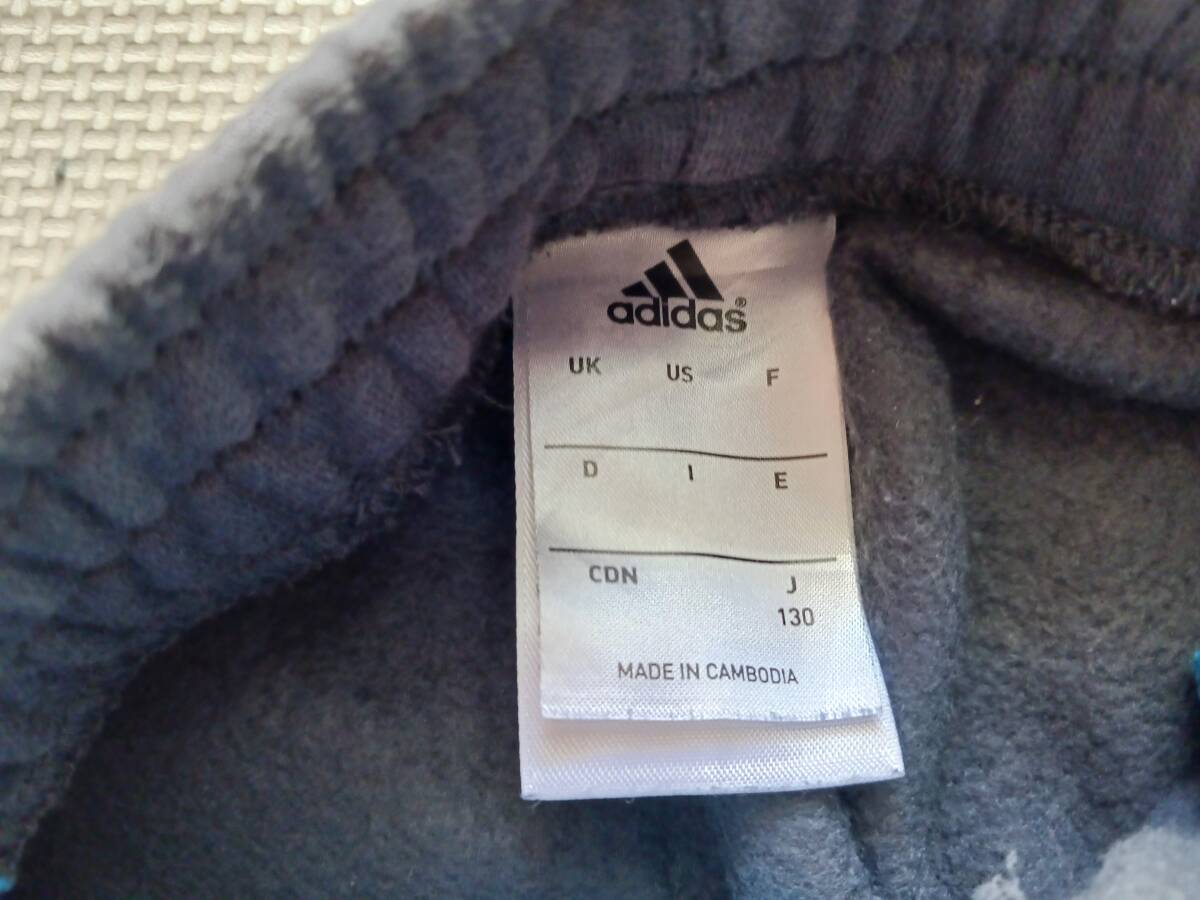 adidas®
UK US F
D I E
CDN J
130
MADE IN CAMBODIA